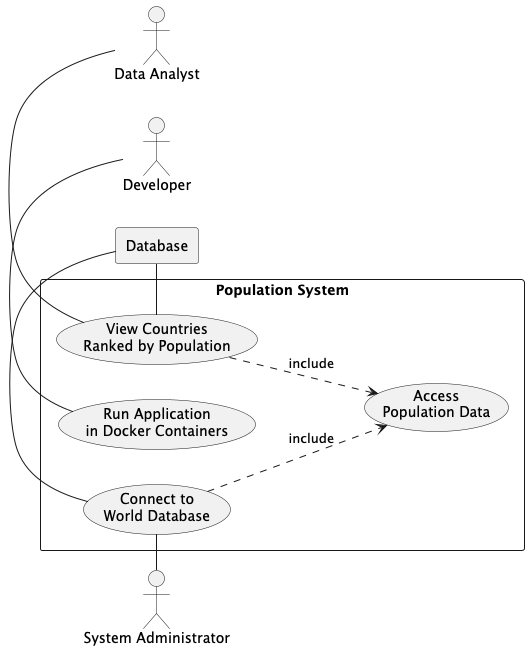 Data Analyst
Developer
Database
Population System
View Countries
Ranked by Population
include
Access
Population Data
Run Application
in Docker Containers
include
Connect to
World Database
System Administrator